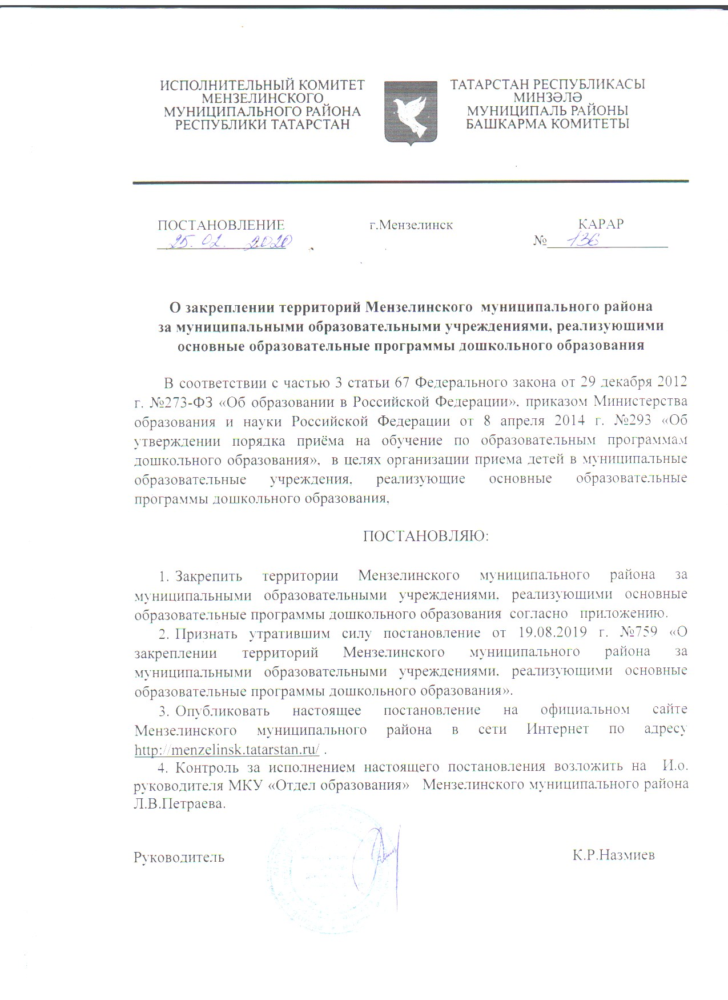 ИСПОЛНИТЕЛЬНЫЙ КОМИТЕТ
МЕНЗЕЛИНСКОГО
МУНИЦИПАЛЬНОГО РАЙОНА
РЕСПУБЛИКИ ТАТАРСТАН
ТАТАРСТАН РЕСПУБЛИКАСЫ
МИНЗӘЛӘ
МУНИЦИПАЛЬ РАЙОНЫ
БАШКАРМА КОМИТЕТЫ
ПОСТАНОВЛЕНИЕ г.Мензелинск КАРАР
25.02. 2020 № 136
О закреплении территорий Мензелинского муниципального района
за муниципальными образовательными учреждениями, реализующими
основные образовательные программы дошкольного образования
В соответствии с частью 3 статьи 67 Федерального закона от 29 декабря 2012
г. №273-ФЗ «Об образовании в Российской Федерации», приказом Министерства
образования и науки Российской Федерации от 8 апреля 2014 г. №293 «Об
утверждении порядка приёма на обучение по образовательным программам
дошкольного образования», в целях организации приема детей в муниципальные
образовательные учреждения, реализующие основные образовательные
программы дошкольного образования,
ПОСТАНОВЛЯЮ:
1. Закрепить территории Мензелинского муниципального района за
муниципальными образовательными учреждениями, реализующими основные
образовательные программы дошкольного образования согласно приложению.
2. Признать утратившим силу постановление от 19.08.2019 г. №759 «О
закреплении территорий Мензелинского муниципального района за
муниципальными образовательными учреждениями, реализующими основные
образовательные программы дошкольного образования».
3. Опубликовать настоящее постановление на официальном сайте
Мензелинского муниципального района в сети Интернет по адресу
http://menzelinsk.tatarstan.ru/ .
4. Контроль за исполнением настоящего постановления возложить на И.о.
руководителя МКУ «Отдел образования» Мензелинского муниципального района
Л.В.Петраева.
Руководитель К.Р.Назмиев